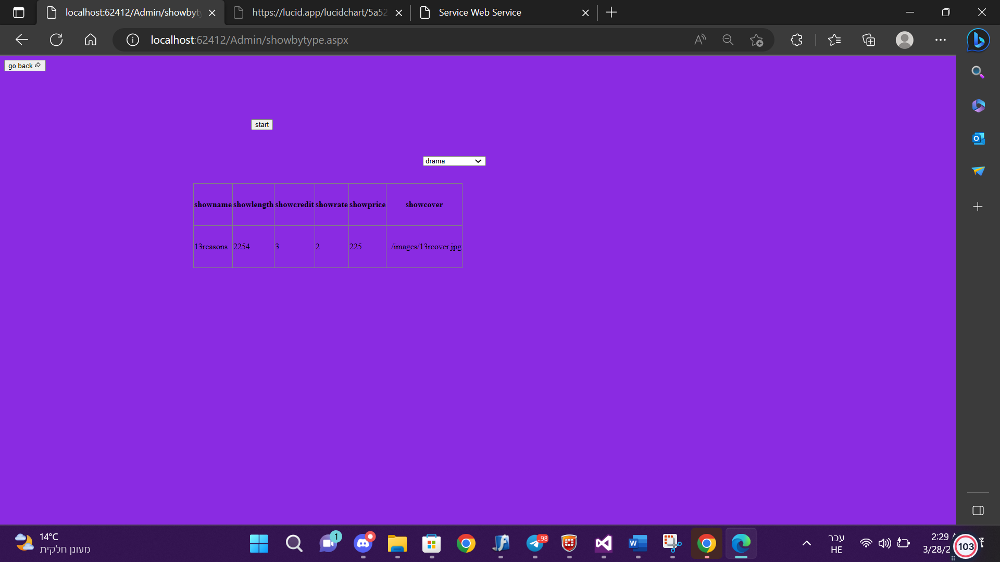 localhost:62412/Admin/showbyty
https://lucid.app/lucidchart/5a52
Service Web Service
localhost:62412/Admin/showbytype.aspx
go back
start
drama
showname showlength showcredit showrate showprice showcover
13reasons 2254 3 2 225 ../images/13rcover.jpg
14°C
מעונן חלקית
1
..98
עבר
HE
2:29
3/28/2
103